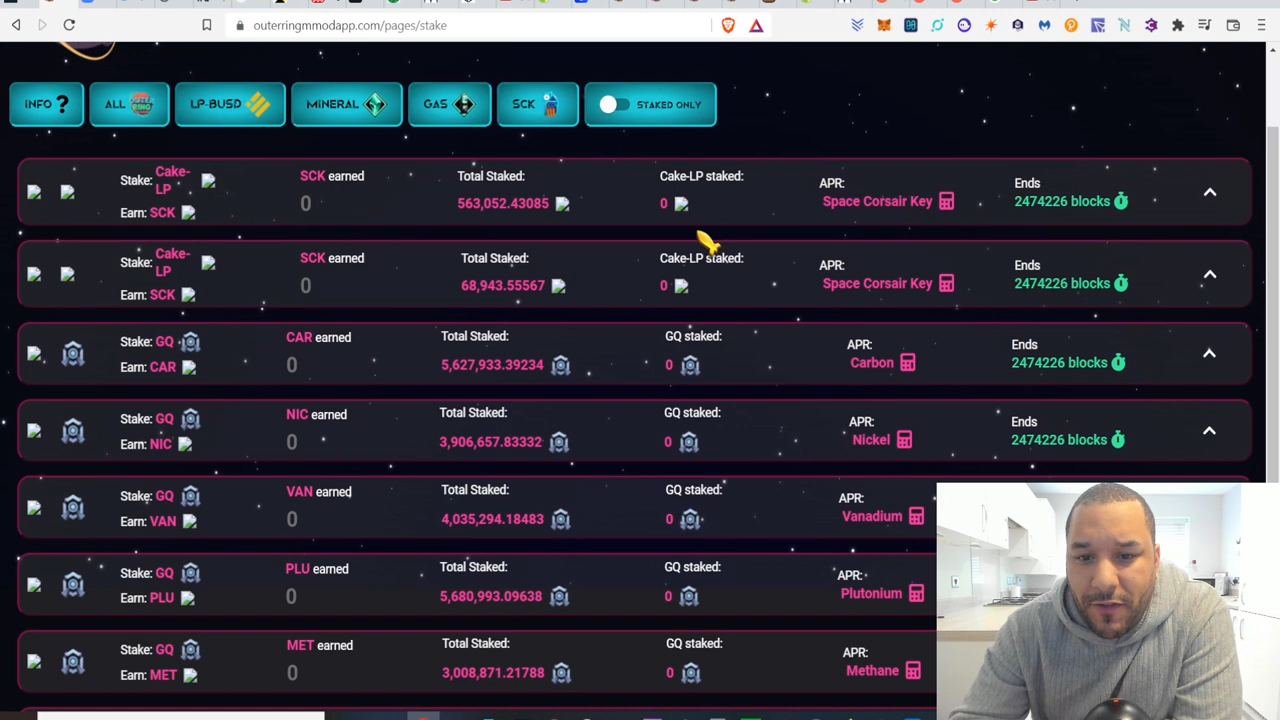 outerringmmodapp.com/pages/stake
INFO ?
ALL
LP-BUSD
MINERAL
GAS
SCK
STAKED ONLY
Stake: Cake-LP
Earn: SCK
SCK earned
0
Total Staked:
563,052.43085
Cake-LP staked:
0
APR:
Space Corsair Key
Ends
2474226 blocks
Stake: Cake-LP
Earn: SCK
SCK earned
0
Total Staked:
68,943.55567
Cake-LP staked:
0
APR:
Space Corsair Key
Ends
2474226 blocks
Stake: GQ
Earn: CAR
CAR earned
0
Total Staked:
5,627,933.39234
GQ staked:
0
APR:
Carbon
Ends
2474226 blocks
Stake: GQ
Earn: NIC
NIC earned
0
Total Staked:
3,906,657.83332
GQ staked:
0
APR:
Nickel
Ends
2474226 blocks
Stake: GQ
Earn: VAN
VAN earned
0
Total Staked:
4,035,294.18483
GQ staked:
0
APR:
Vanadium
Stake: GQ
Earn: PLU
PLU earned
0
Total Staked:
5,680,993.09638
GQ staked:
0
APR:
Plutonium
Stake: GQ
Earn: MET
MET earned
0
Total Staked:
3,008,871.21788
GQ staked:
0
APR:
Methane